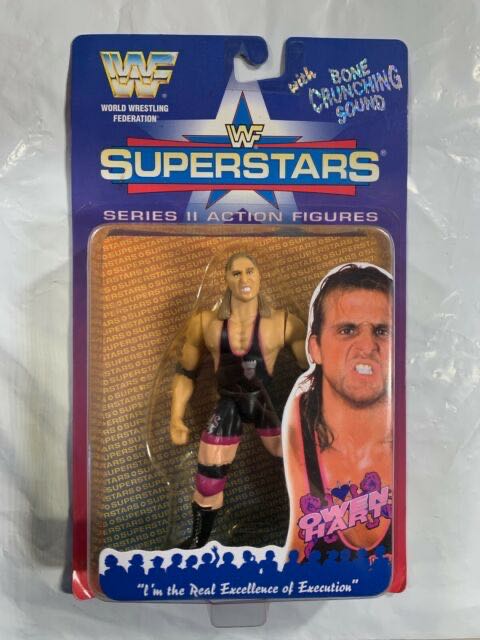 WF
WORLD WRESTLING
FEDERATION®
with BONE
CRUNCHING
SOUND
WF
SUPERSTARS®
SERIES II ACTION FIGURES
OWEN
HART
"I'm the Real Excellence of Execution"